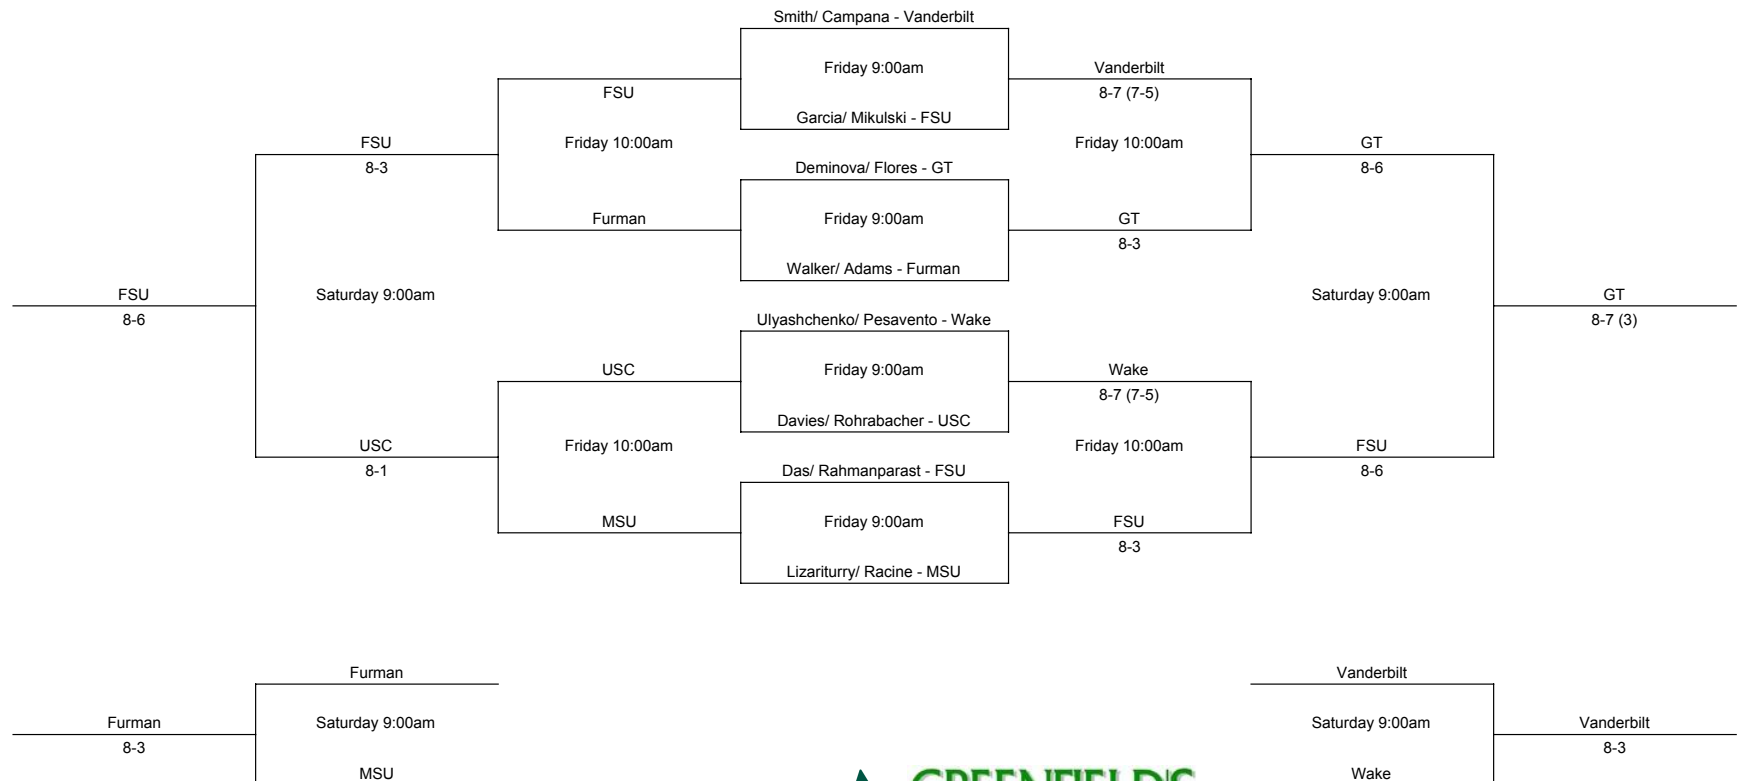 Smith/ Campana - Vanderbilt
Friday 9:00am
Vanderbilt
FSU
8-7 (7-5)
Garcia/ Mikulski - FSU
FSU
Friday 10:00am
Friday 10:00am
GT
8-3
Deminova/ Flores - GT
8-6
Furman
Friday 9:00am
GT
8-3
Walker/ Adams - Furman
FSU
Saturday 9:00am
Saturday 9:00am
GT
8-6
Ulyashchenko/ Pesavento - Wake
8-7 (3)
USC
Friday 9:00am
Wake
8-7 (7-5)
Davies/ Rohrabacher - USC
USC
Friday 10:00am
Friday 10:00am
FSU
8-1
Das/ Rahmanparast - FSU
8-6
MSU
Friday 9:00am
FSU
8-3
Lizariturry/ Racine - MSU
Furman
Vanderbilt
Furman
Saturday 9:00am
Saturday 9:00am
Vanderbilt
8-3
8-3
MSU
GREENFIELD'S
Wake